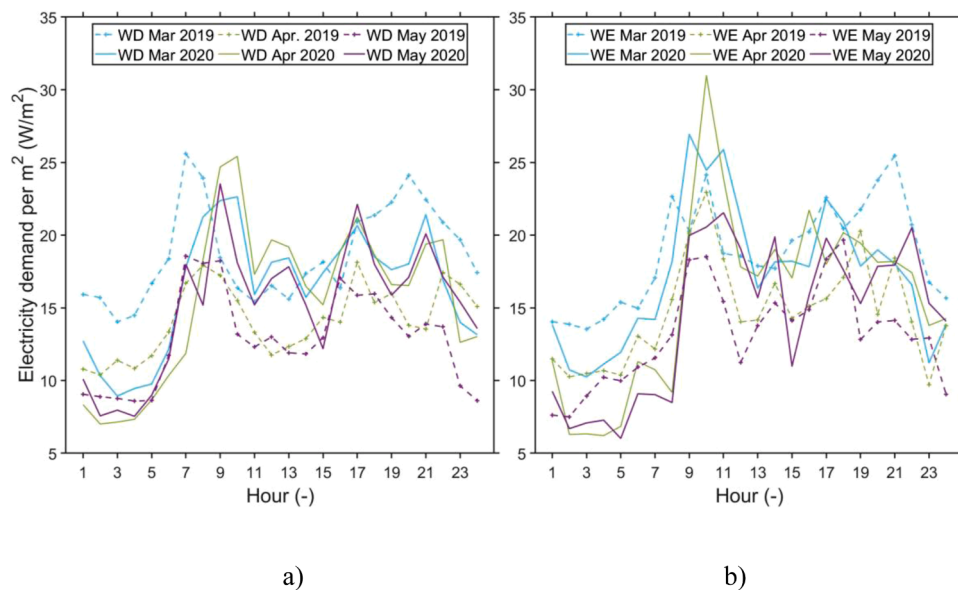 Electricity demand per m² (W/m²)
35
30
25
20
15
10
5
WD Mar 2019 WD Apr. 2019 WD May 2019
WD Mar 2020 WD Apr 2020 WD May 2020
1 3 5 7 9 11 13 15 17 19 21 23
Hour (-)
a)
35
30
25
20
15
10
5
WE Mar 2019 WE Apr. 2019 WE May 2019
WE Mar 2020 WE Apr 2020 WE May 2020
1 3 5 7 9 11 13 15 17 19 21 23
Hour (-)
b)